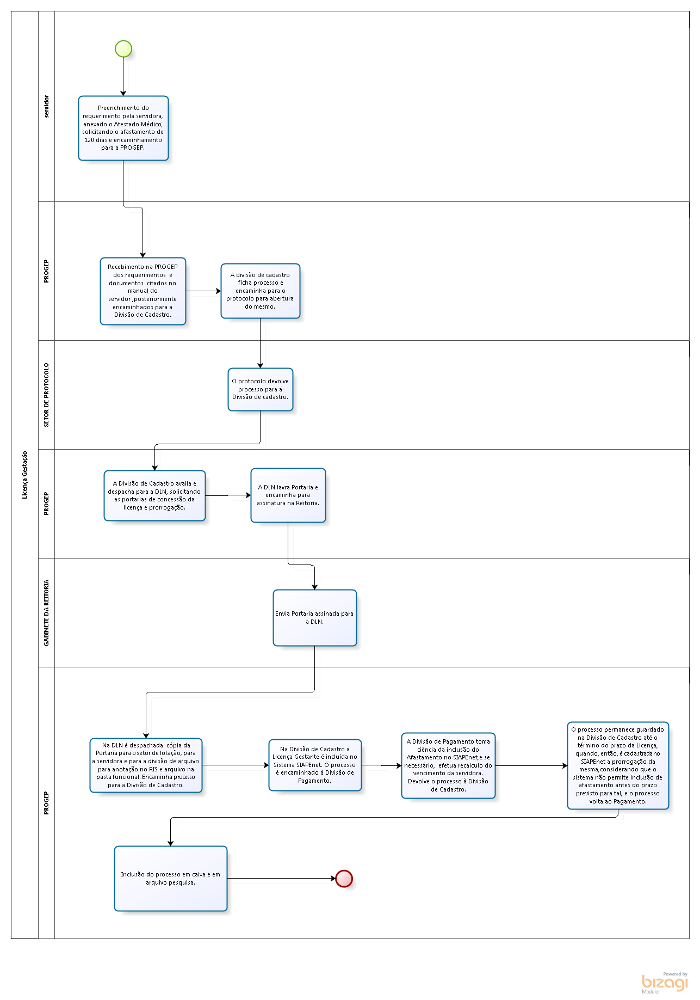 Licença Gestação
servidor
Preenchimento do
requerimento pela servidora,
anexado o Atestado Médico,
solicitando o afastamento de
120 dias e encaminhamento
para a PROGEP.
PROGEP
Recebimento na PROGEP
dos requerimentos e
documentos citados no
manual do
servidor ,posteriormente
encaminhados para a
Divisão de Cadastro.
A divisão de cadastro
ficha processo e
encaminha para o
protocolo para abertura
do mesmo.
SETOR DE PROTOCOLO
O protocolo devolve
processo para a
Divisão de cadastro.
PROGEP
A Divisão de Cadastro avalia e
despacha para a DLN, solicitando
as portarias de concessão da
licença e prorrogação.
A DLN lavra Portaria e
encaminha para
assinatura na Reitoria.
GABINETE DA REITORIA
Envia Portaria assinada para
a DLN.
PROGEP
Na DLN é despachada cópia da
Portaria para o setor de lotação, para
a servidora e para a divisão de arquivo
para anotação no RIS e arquivo na
pasta funcional. Encaminha processo
para a Divisão de Cadastro.
Na Divisão de Cadastro a
Licença Gestante é incluída no
Sistema SIAPEnet. O processo
é encaminhado à Divisão de
Pagamento.
A Divisão de Pagamento toma
ciência da inclusão do
Afastamento no SIAPEnet,e se
necessário, efetua recalculo do
vencimento da servidora.
Devolve o processo à Divisão
de Cadastro.
O processo permanece guardado
na Divisão de Cadastro até o
término do prazo da Licença,
quando, então, é cadastradano
SIAPEnet a prorrogação da
mesma,considerando que o
sistema não permite inclusão de
afastamento antes do prazo
previsto para tal, e o processo
volta ao Pagamento.
Inclusão do processo em caixa e em
arquivo pesquisa.
Powered by
bizagi
Modeler